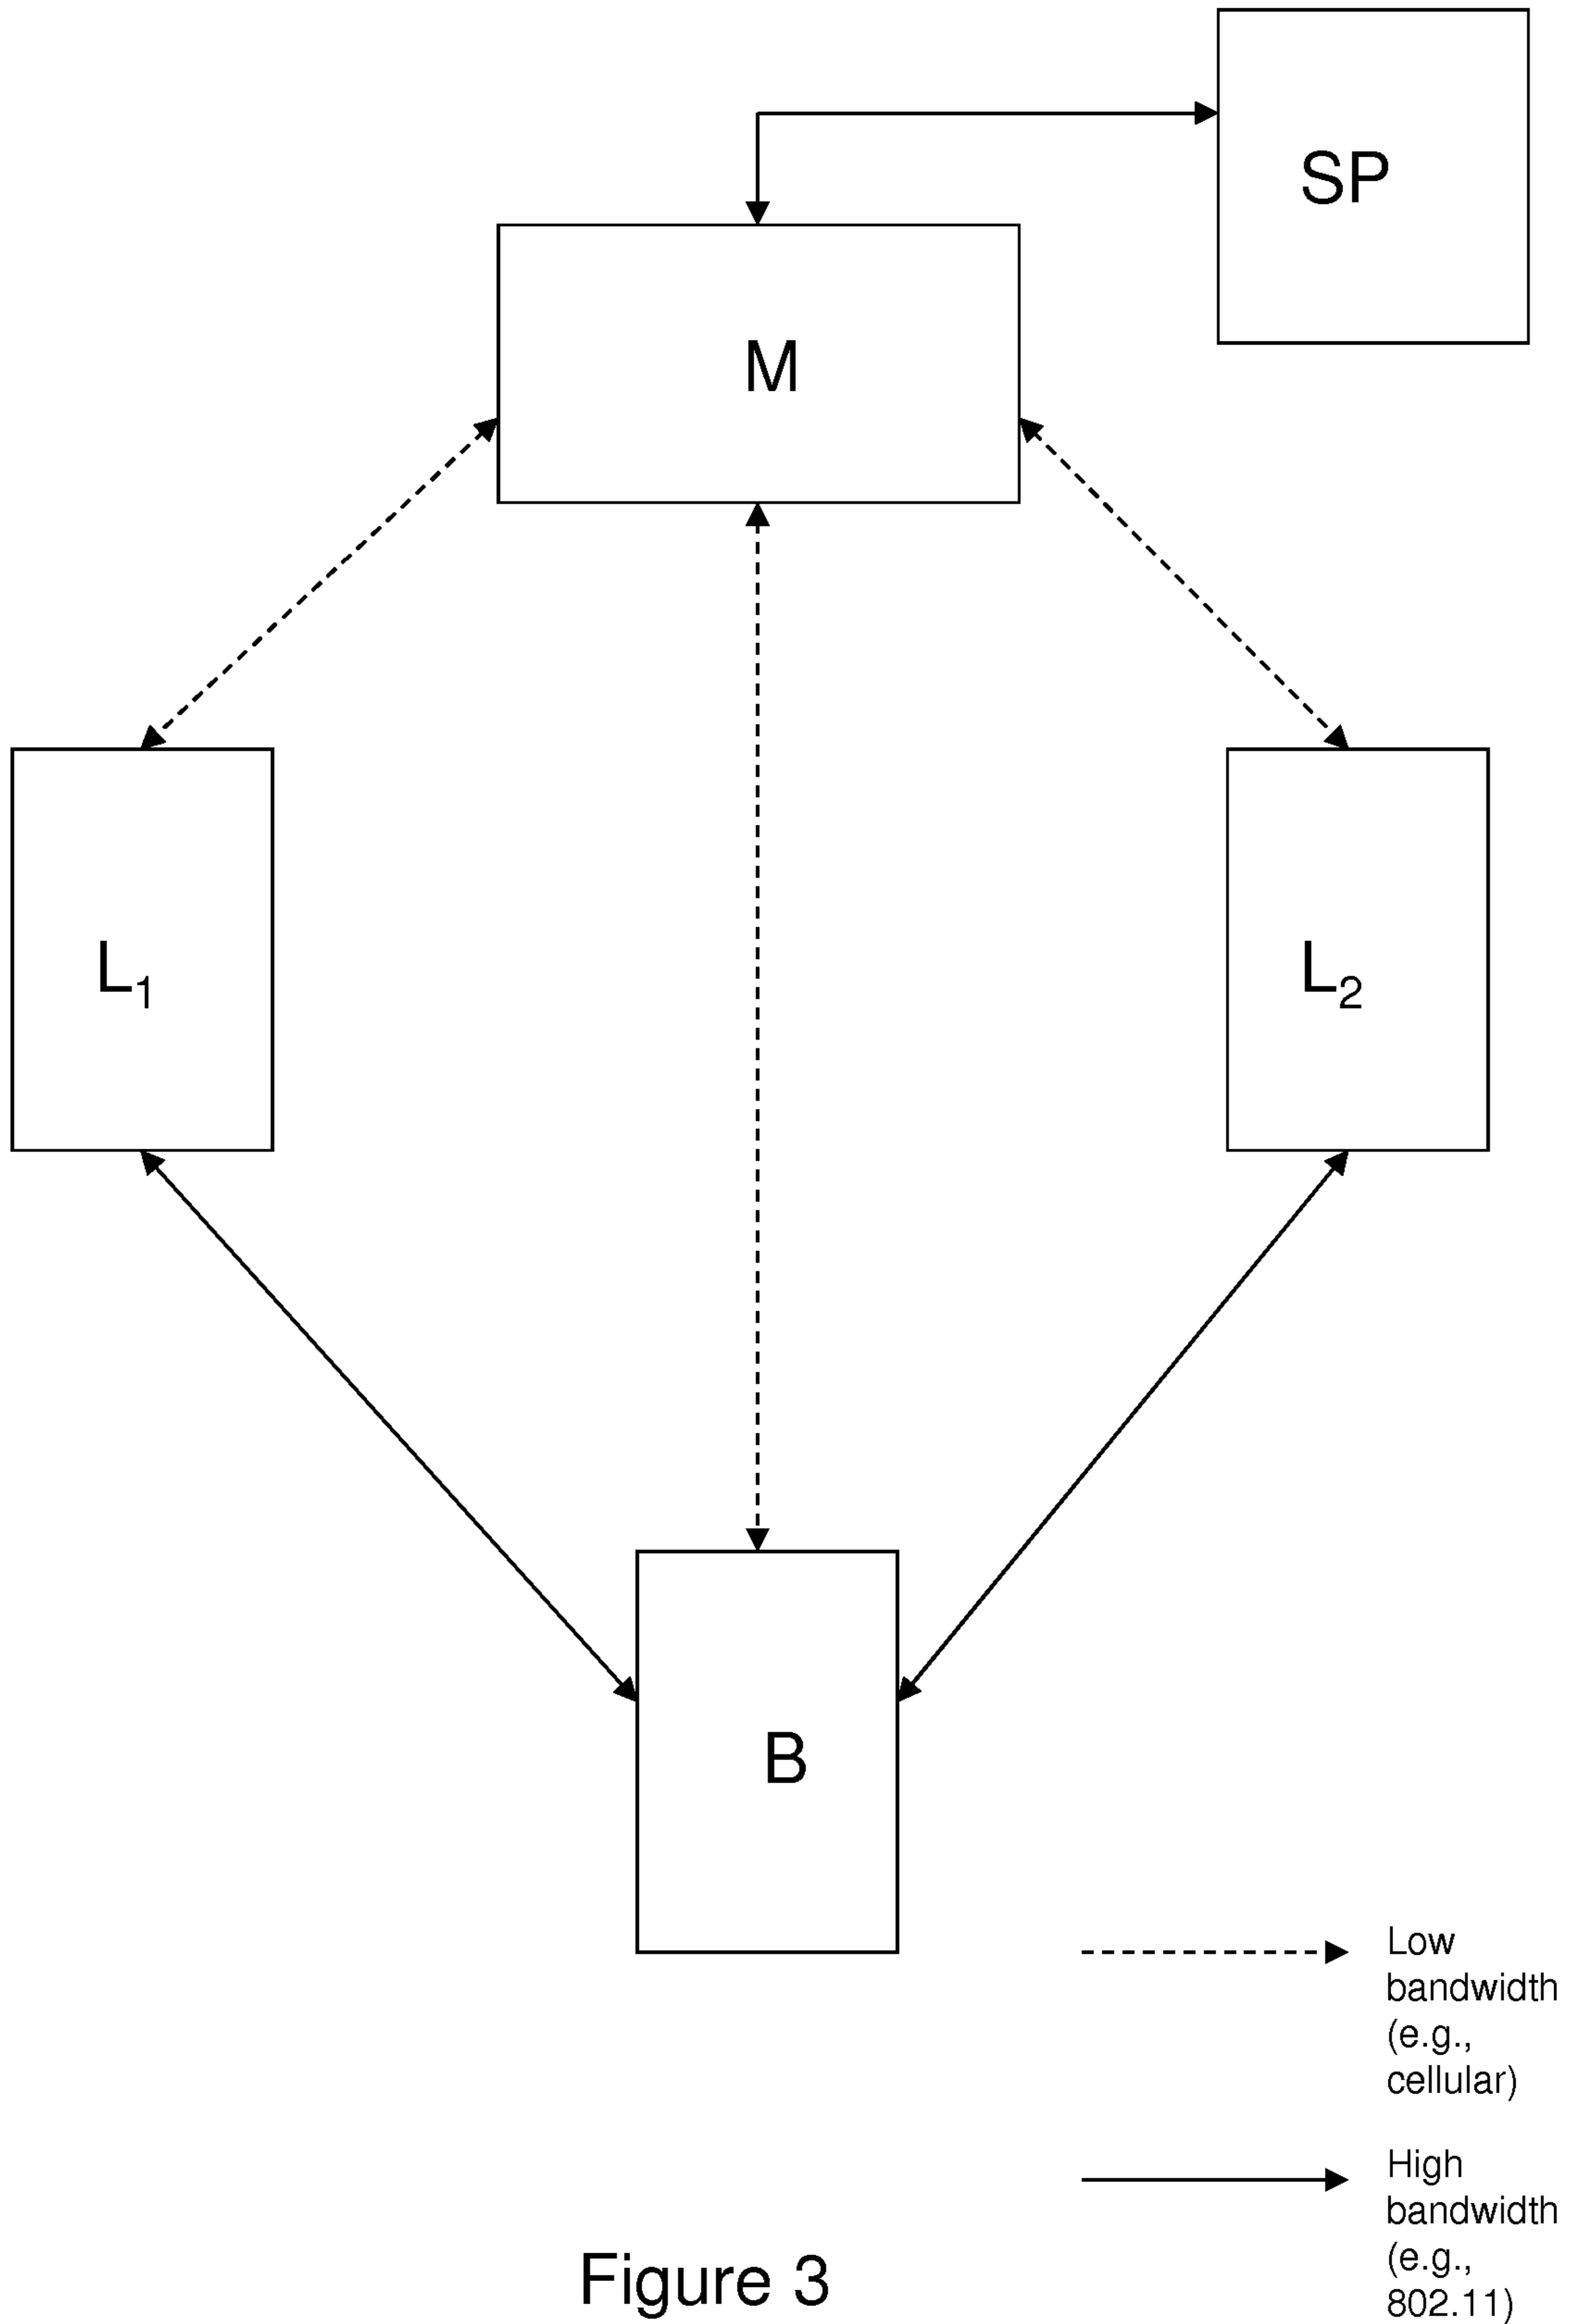 SP
M
L₁
L₂
B
Low
bandwidth
(e.g.,
cellular)
High
bandwidth
(e.g.,
802.11)
Figure 3